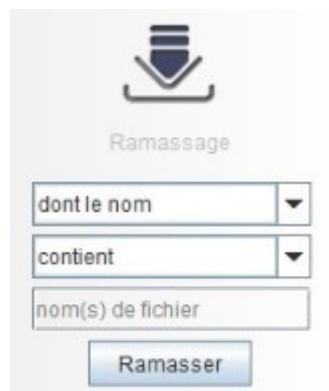 Ramassage
dont le nom
contient
nom(s) de fichier
Ramasser